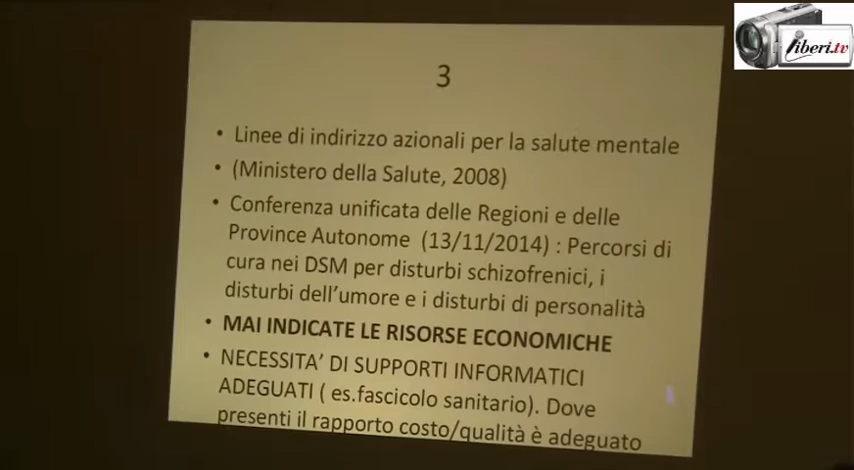 liberi.tv
3
• Linee di indirizzo azionali per la salute mentale
• (Ministero della Salute, 2008)
• Conferenza unificata delle Regioni e delle
Province Autonome (13/11/2014) : Percorsi di
cura nei DSM per disturbi schizofrenici, i
disturbi dell'umore e i disturbi di personalità
• MAI INDICATE LE RISORSE ECONOMICHE
• NECESSITA' DI SUPPORTI INFORMATICI
ADEGUATI ( es.fascicolo sanitario). Dove
presenti il rapporto costo/qualità è adeguato